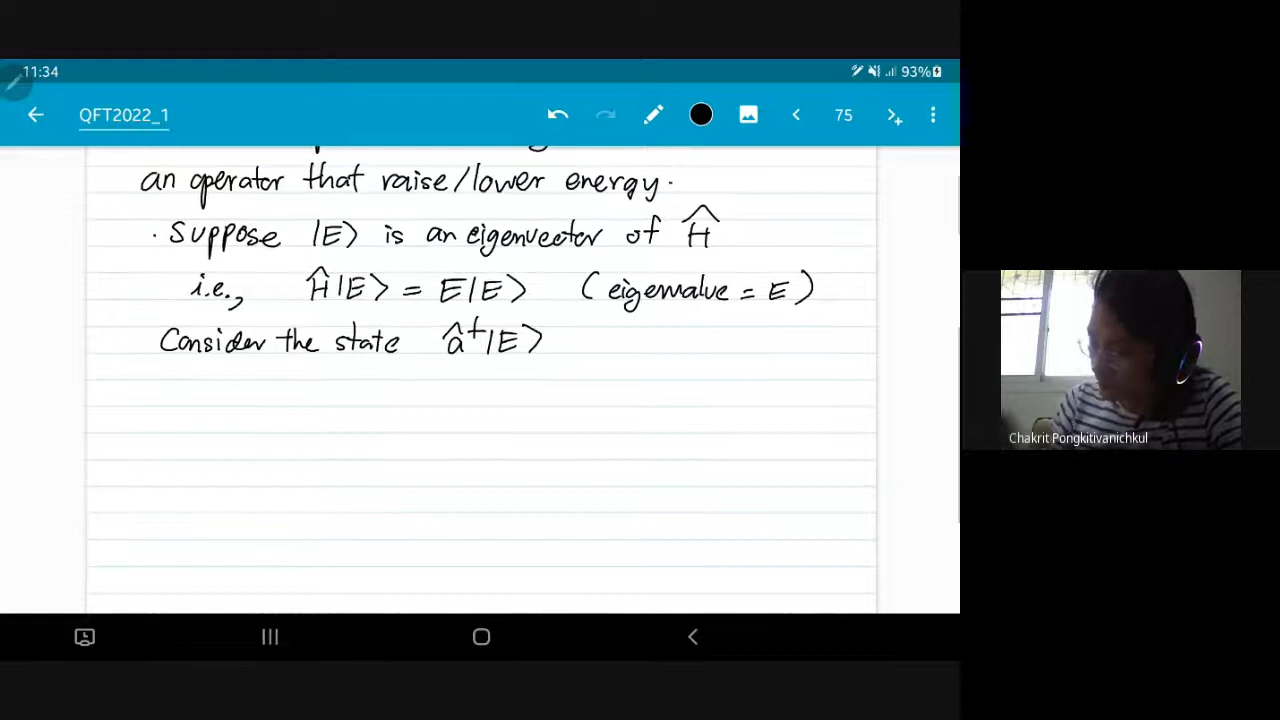 11:34
93%
QFT2022_1
75
an operator that raise/lower energy.
· Suppose |E⟩ is an eigenvector of Ĥ
i.e., Ĥ|E⟩ = E|E⟩ (eigenvalue = E)
Consider the state â†|E⟩
Chakrit Pongkitivanichkul